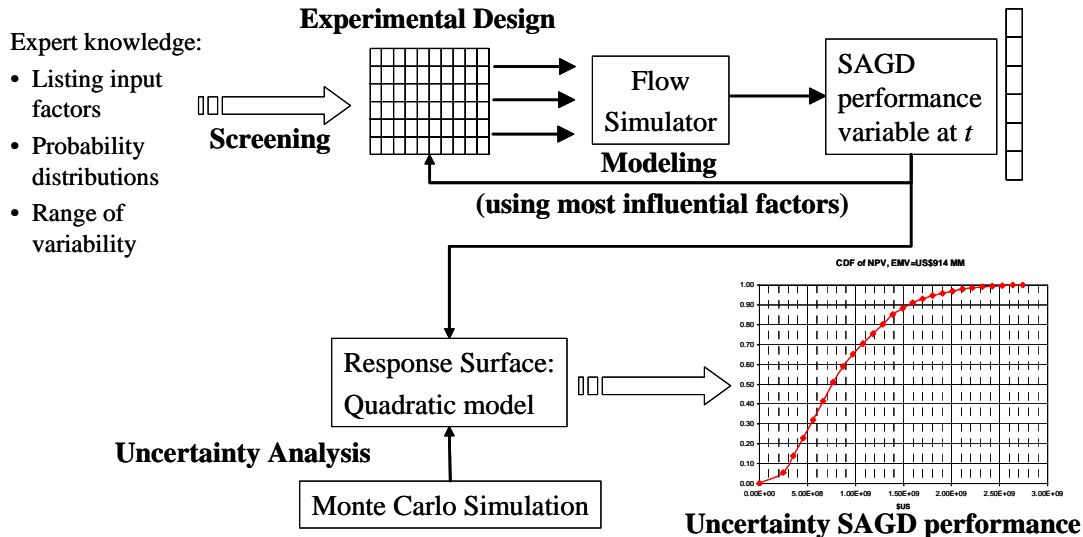 Experimental Design
Expert knowledge:
• Listing input
factors
• Probability
distributions
• Range of
variability
Screening
Flow
Simulator
Modeling
(using most influential factors)
SAGD
performance
variable at t
Response Surface:
Quadratic model
Uncertainty Analysis
Monte Carlo Simulation
CDF of NPV, EMV=US$914 MM
1.00
0.90
0.80
0.70
0.60
0.50
0.40
0.30
0.20
0.10
0.00
0.00E+00 5.00E+08 1.00E+09 1.50E+09 2.00E+09 2.50E+09 3.00E+09
$US
Uncertainty SAGD performance